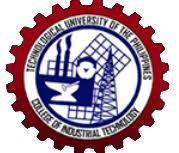 TECHNOLOGICAL UNIVERSITY OF THE PHILIPPINES
COLLEGE OF INDUSTRIAL TECHNOLOGY